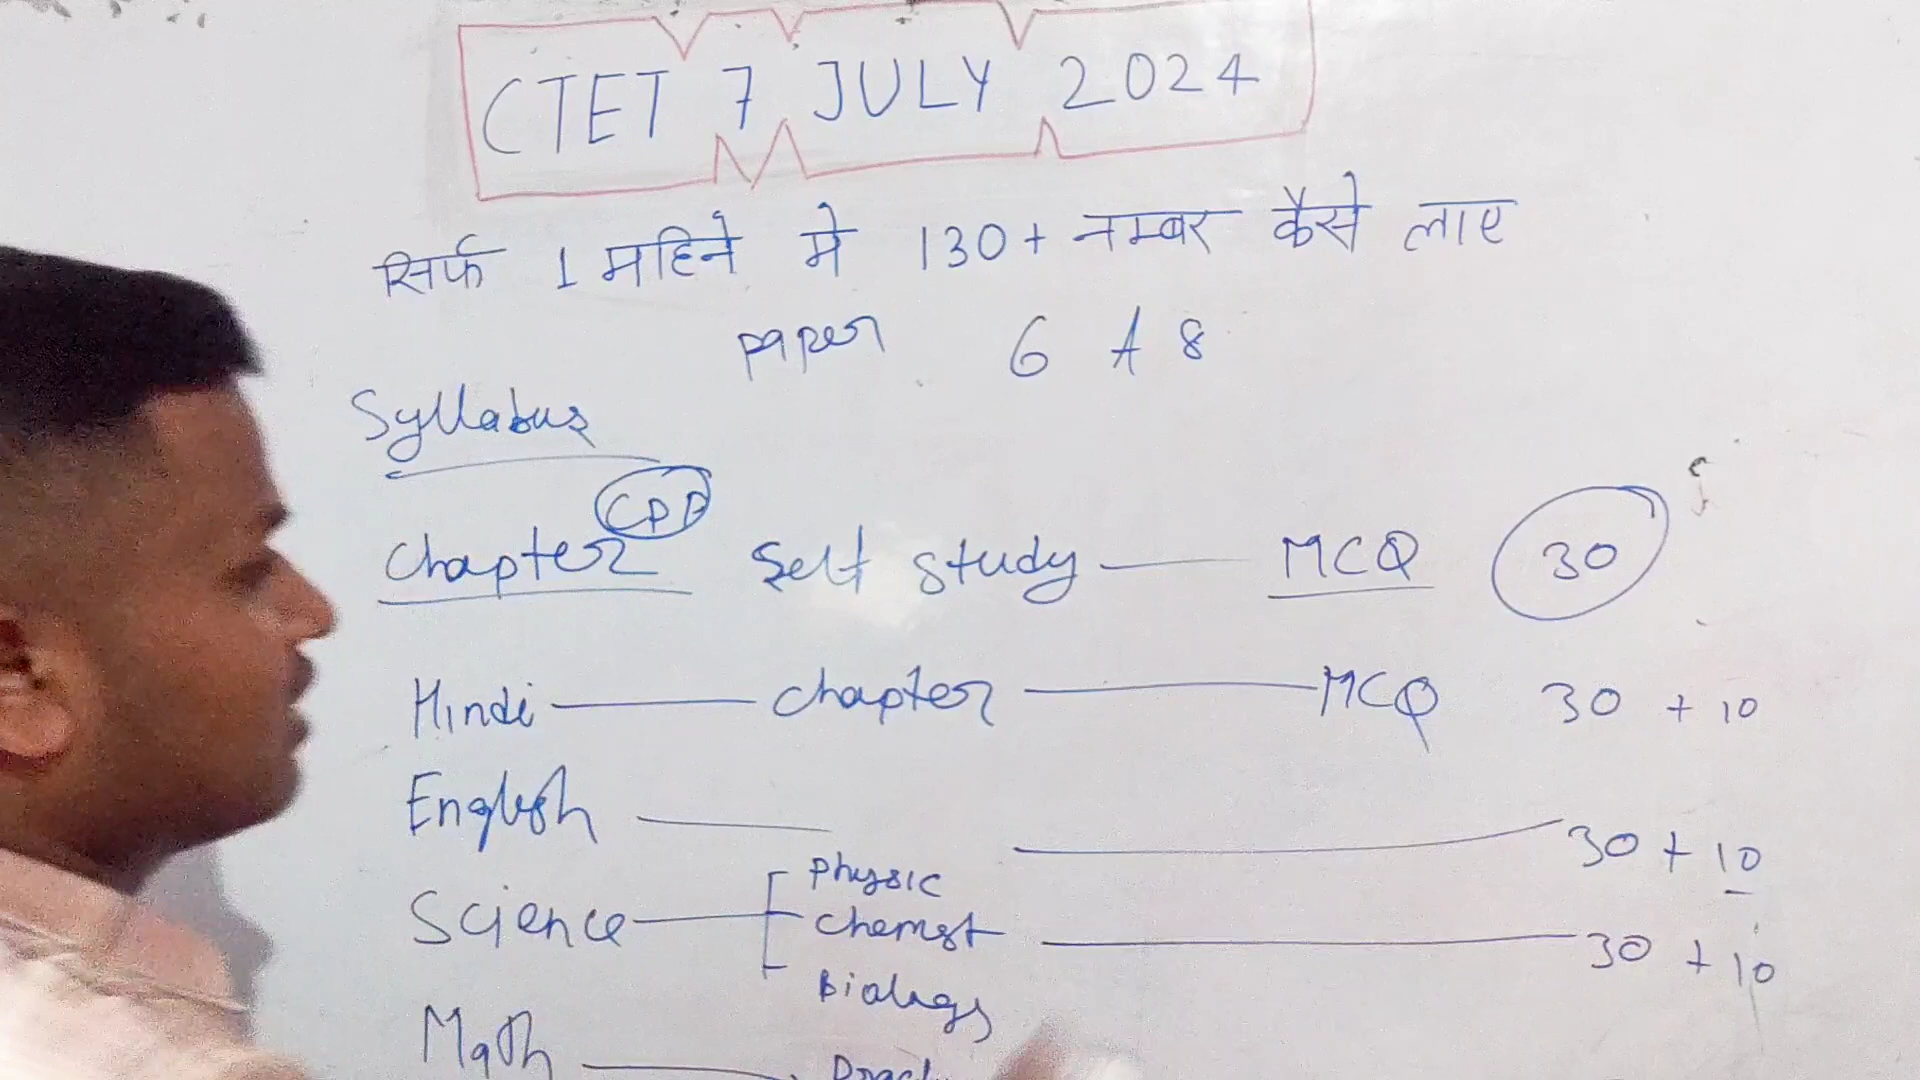 CTET 7 JULY 2024
सिर्फ 1 महिने मे 130+ नम्बर कैसे लाए
paper 6 A 8
Syllabus
CDP
Chapter Self study — MCQ 30
Hindi — chapter — MCQ 30 + 10
English — 30 + 10
Physic
Science — chemst — 30 + 10
Biology
Math —